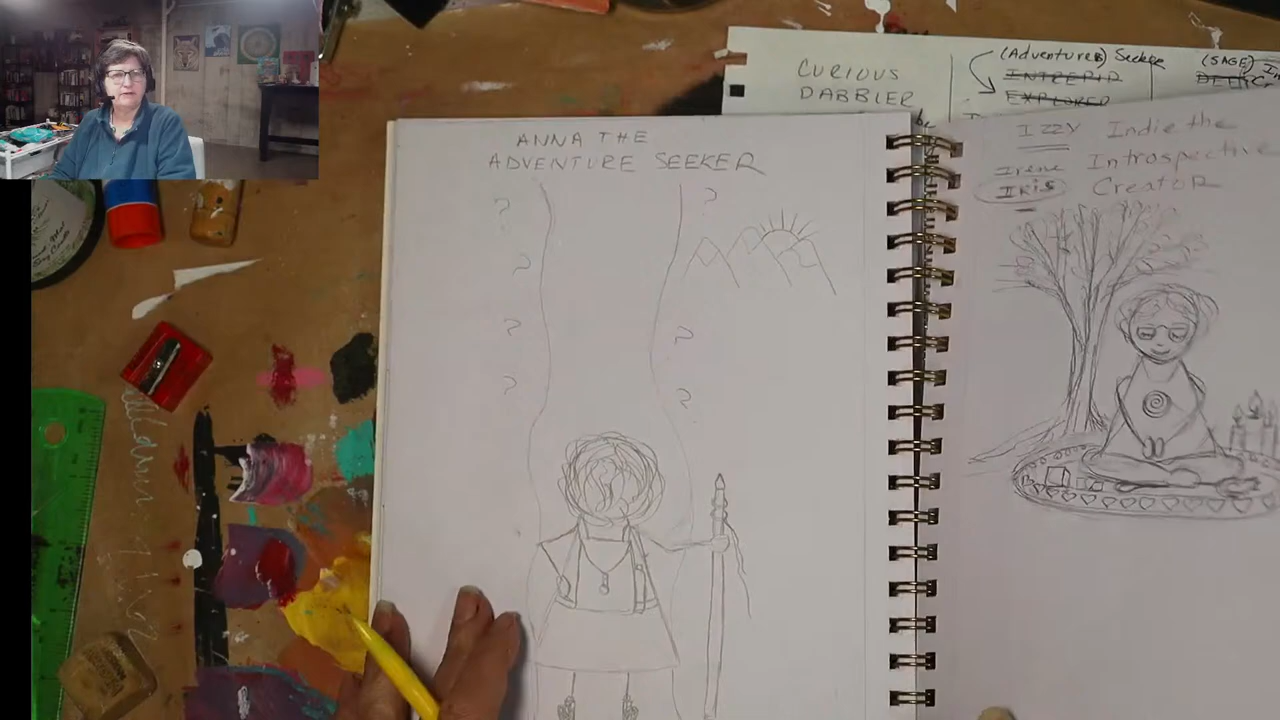 CURIOUS
DABBLER
(Adventure) Seeker
INTREPID
EXPLORER
(SAGE)
ANNA THE
ADVENTURE SEEKER
? ?
?
? ?
? ?
IZZY Indie the
Irene Introspective
IRIS Creator